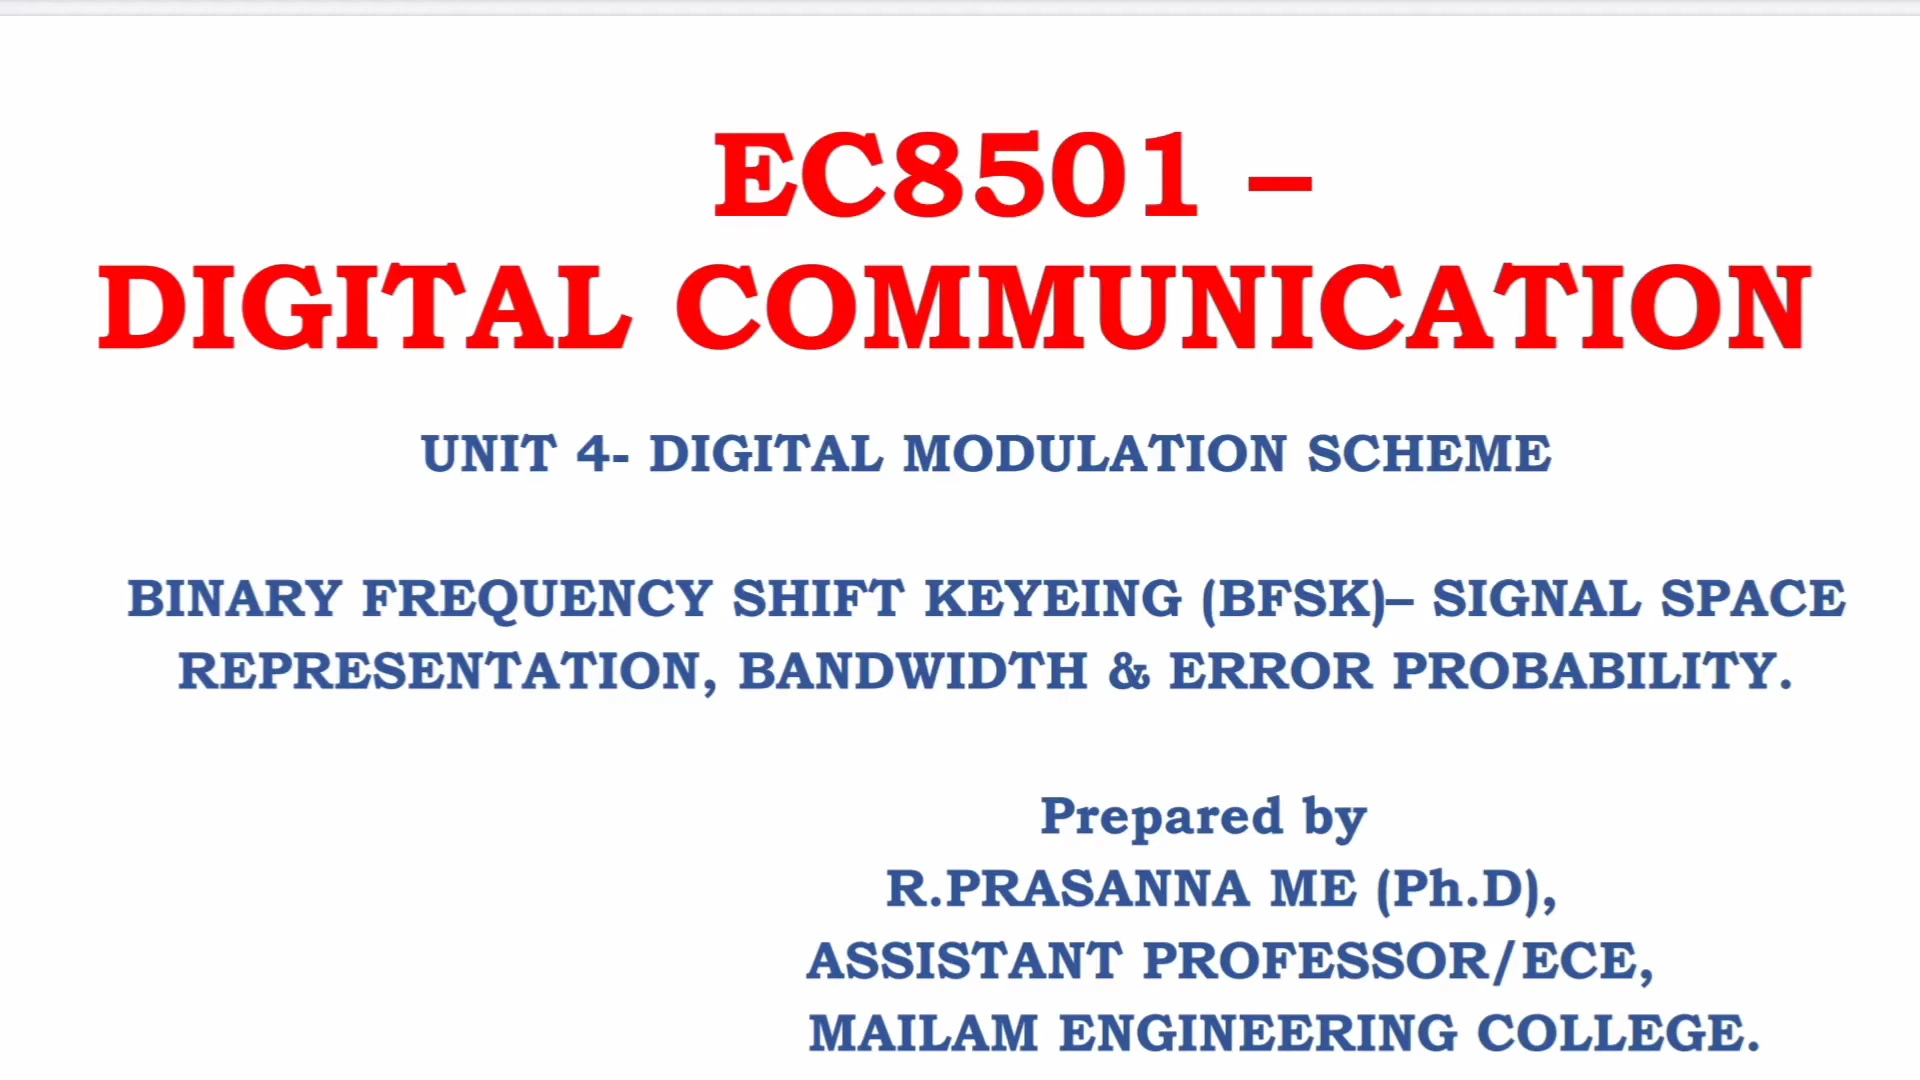 EC8501 –
DIGITAL COMMUNICATION
UNIT 4- DIGITAL MODULATION SCHEME
BINARY FREQUENCY SHIFT KEYEING (BFSK)– SIGNAL SPACE
REPRESENTATION, BANDWIDTH & ERROR PROBABILITY.
Prepared by
R.PRASANNA ME (Ph.D),
ASSISTANT PROFESSOR/ECE,
MAILAM ENGINEERING COLLEGE.